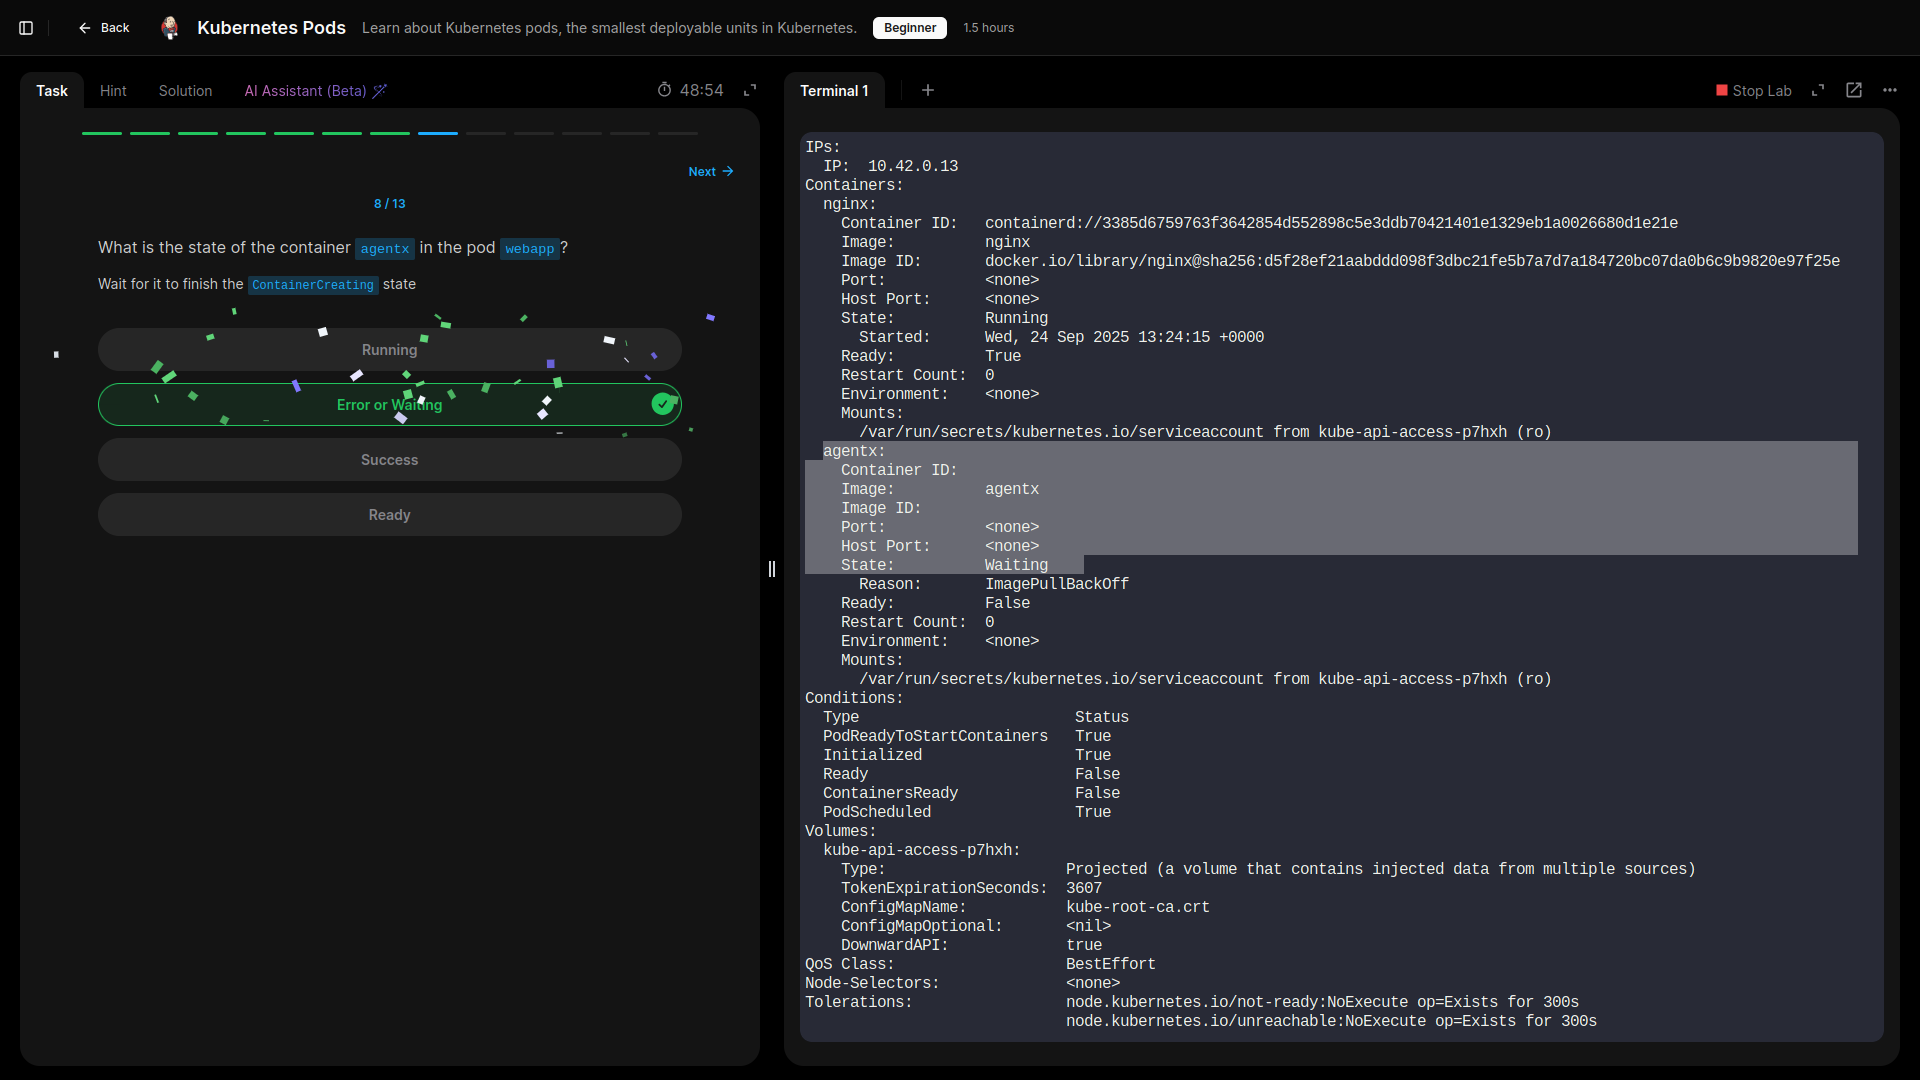 Back
Kubernetes Pods
Learn about Kubernetes pods, the smallest deployable units in Kubernetes.
Beginner
1.5 hours
Task
Hint
Solution
AI Assistant (Beta)
48:54
Next
8 / 13
What is the state of the container agentx in the pod webapp?
Wait for it to finish the ContainerCreating state
Running
Error or Waiting
Success
Ready
Terminal 1
Stop Lab
IPs:
  IP:  10.42.0.13
Containers:
  nginx:
    Container ID:   containerd://3385d6759763f3642854d552898c5e3ddb70421401e1329eb1a0026680d1e21e
    Image:          nginx
    Image ID:       docker.io/library/nginx@sha256:d5f28ef21aabddd098f3dbc21fe5b7a7d7a184720bc07da0b6c9b9820e97f25e
    Port:           <none>
    Host Port:      <none>
    State:          Running
      Started:      Wed, 24 Sep 2025 13:24:15 +0000
    Ready:          True
    Restart Count:  0
    Environment:    <none>
    Mounts:
      /var/run/secrets/kubernetes.io/serviceaccount from kube-api-access-p7hxh (ro)
  agentx:
    Container ID:
    Image:          agentx
    Image ID:
    Port:           <none>
    Host Port:      <none>
    State:          Waiting
      Reason:       ImagePullBackOff
    Ready:          False
    Restart Count:  0
    Environment:    <none>
    Mounts:
      /var/run/secrets/kubernetes.io/serviceaccount from kube-api-access-p7hxh (ro)
Conditions:
  Type                        Status
  PodReadyToStartContainers   True
  Initialized                 True
  Ready                       False
  ContainersReady             False
  PodScheduled                True
Volumes:
  kube-api-access-p7hxh:
    Type:                    Projected (a volume that contains injected data from multiple sources)
    TokenExpirationSeconds:  3607
    ConfigMapName:           kube-root-ca.crt
    ConfigMapOptional:       <nil>
    DownwardAPI:             true
QoS Class:                   BestEffort
Node-Selectors:              <none>
Tolerations:                 node.kubernetes.io/not-ready:NoExecute op=Exists for 300s
                             node.kubernetes.io/unreachable:NoExecute op=Exists for 300s